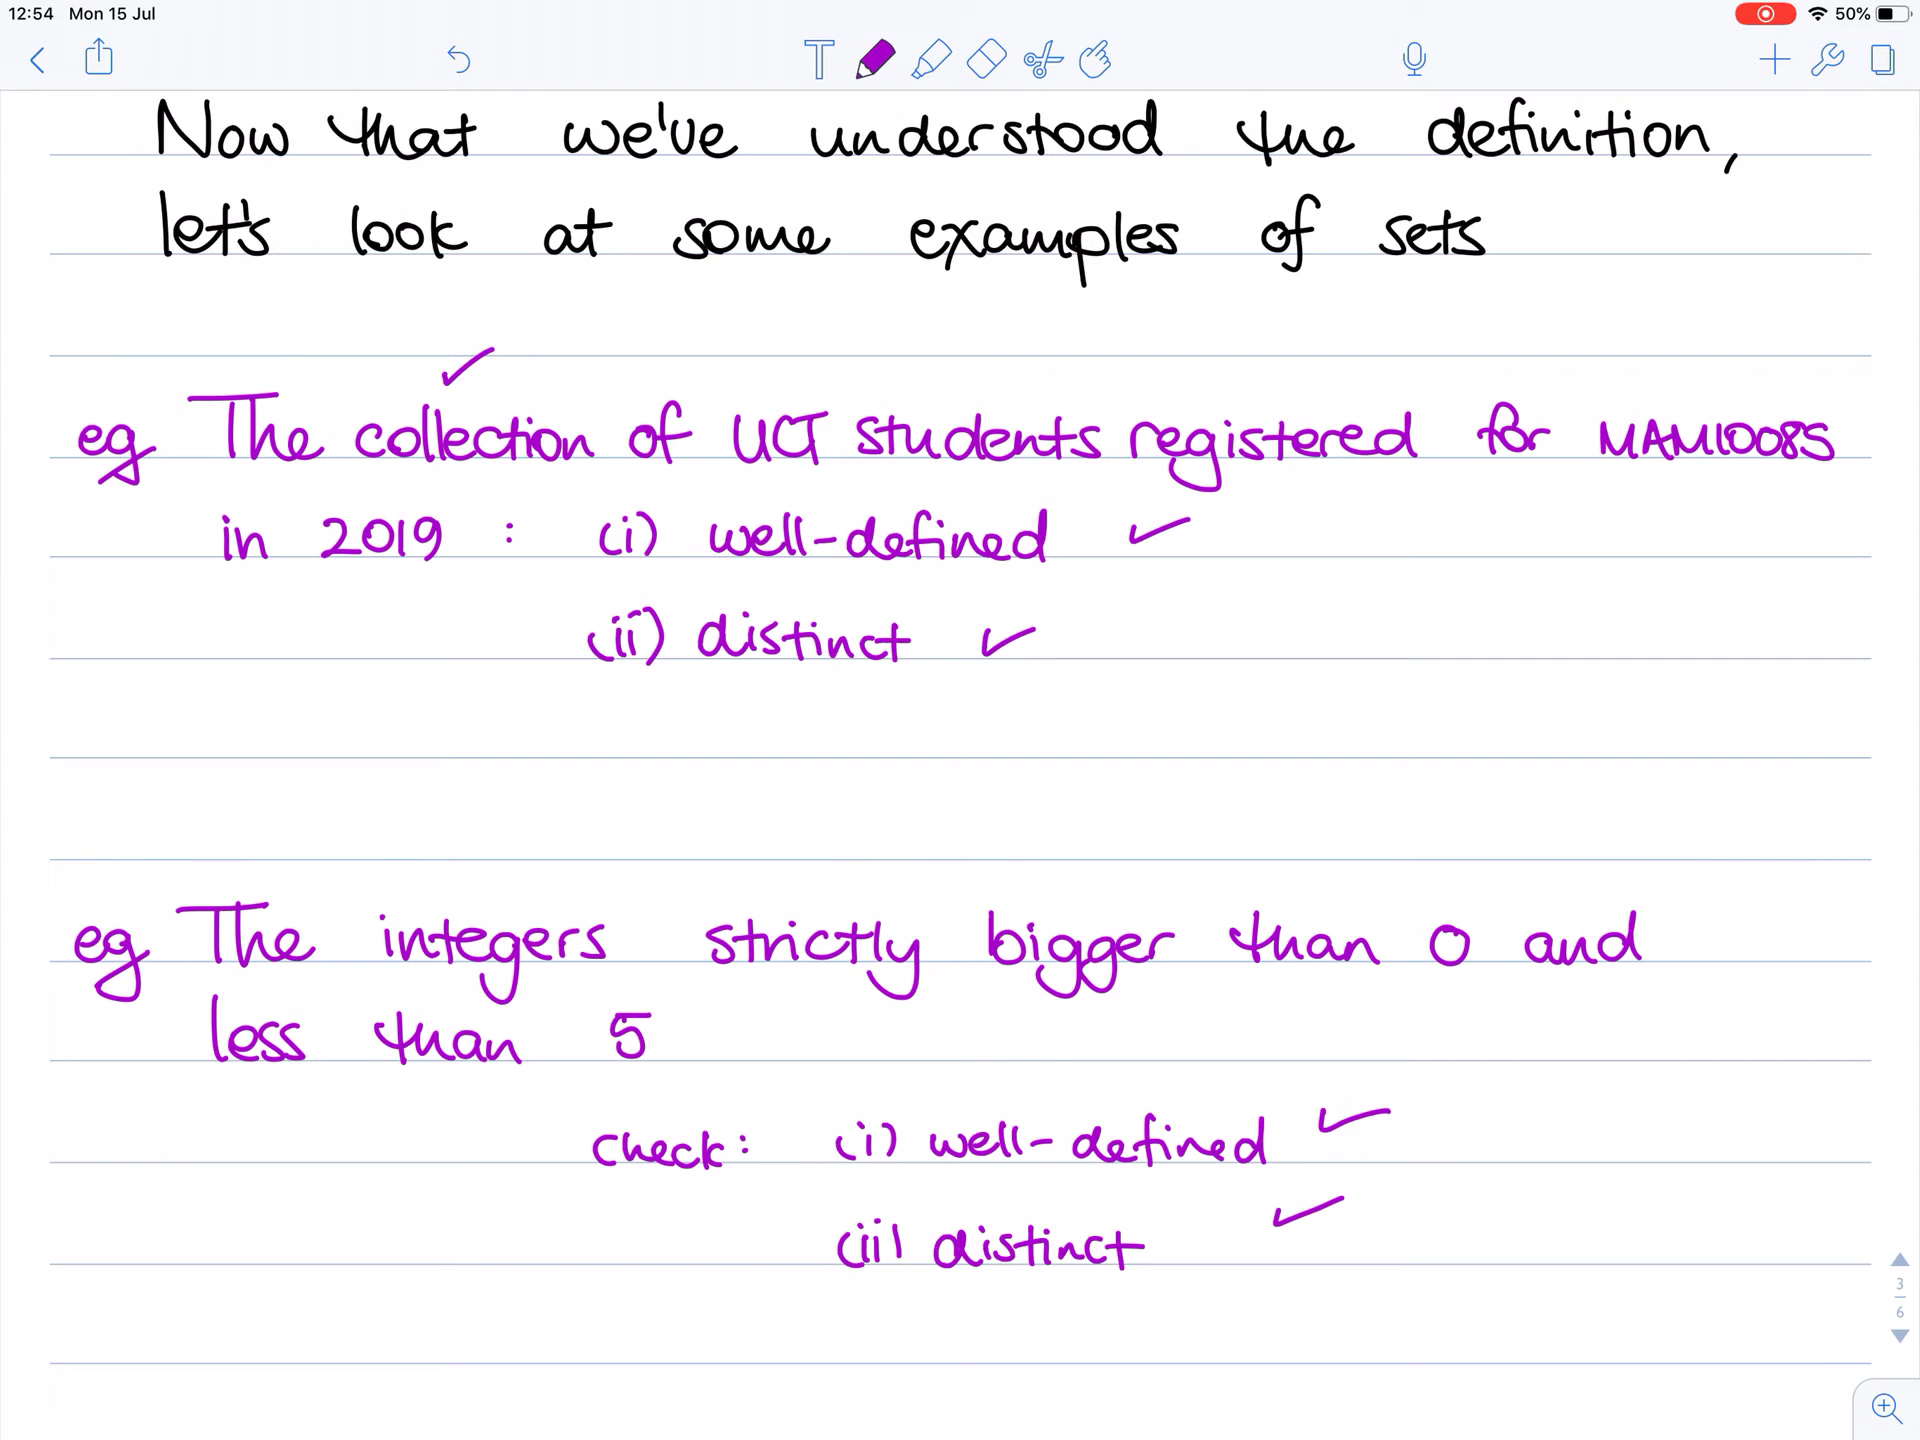 12:54 Mon 15 Jul
50%
Now that we've understood the definition,
let's look at some examples of sets
eg The collection of UCT students registered for MAM1008S
in 2019 : (i) well-defined ✓
(ii) distinct ✓
eg The integers strictly bigger than 0 and
less than 5
check: (i) well-defined ✓
(ii) distinct ✓
3
6